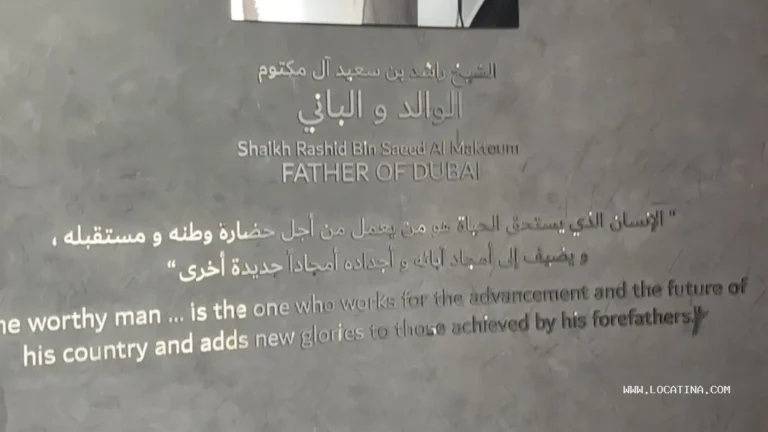 الشيخ راشد بن سعيد آل مكتوم
الوالد و الباني
Shaikh Rashid Bin Saeed Al Maktoum
FATHER OF DUBAI
" الإنسان الذي يستحق الحياة هو من يعمل من أجل حضارة وطنه و مستقبله ،
و يضيف إلى أمجاد آبائه و أجداده أمجاداً جديدة أخرى "
he worthy man ... is the one who works for the advancement and the future of
his country and adds new glories to those achieved by his forefathers."
WWW.LOCATINA.COM